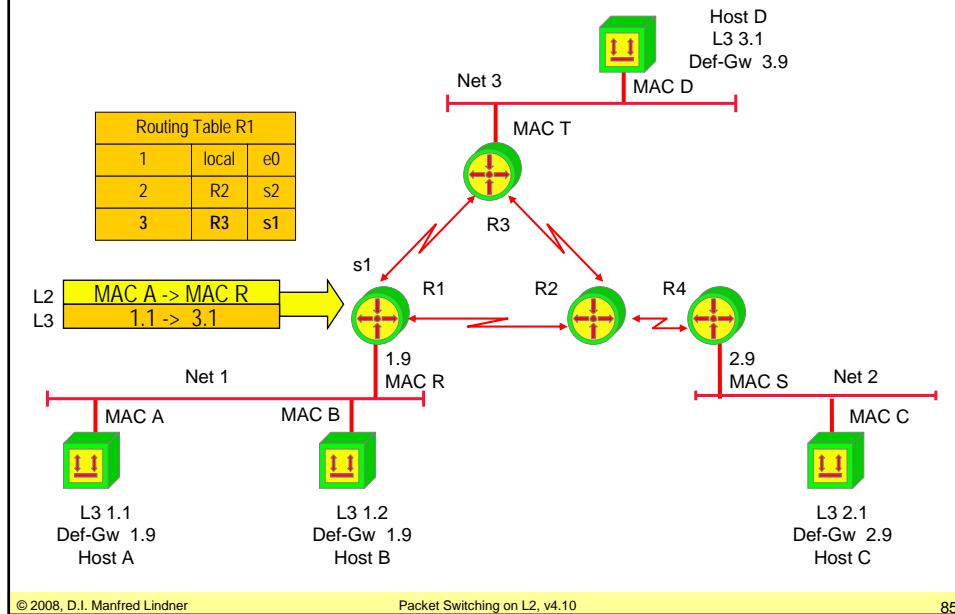 Host D
L3 3.1
Def-Gw 3.9
MAC D
Net 3
MAC T
R3
Routing Table R1
1 local e0
2 R2 s2
3 R3 s1
s1
L2 MAC A -> MAC R
L3 1.1 -> 3.1
R1
R2
R4
1.9
MAC R
2.9
MAC S
Net 1
Net 2
MAC A
MAC B
MAC C
L3 1.1
Def-Gw 1.9
Host A
L3 1.2
Def-Gw 1.9
Host B
L3 2.1
Def-Gw 2.9
Host C
© 2008, D.I. Manfred Lindner Packet Switching on L2, v4.10 85